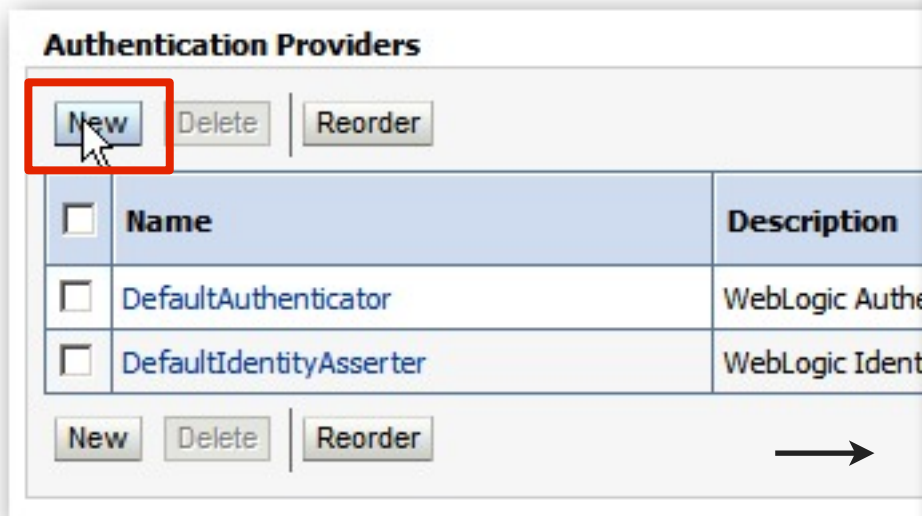 Authentication Providers
New Delete Reorder
Name Description
DefaultAuthenticator WebLogic Authe
DefaultIdentityAsserter WebLogic Ident
New Delete Reorder